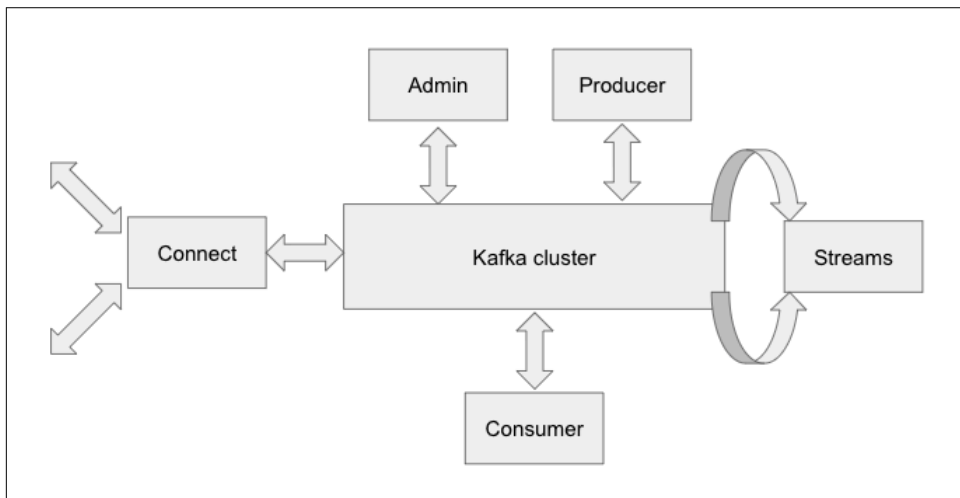 Admin
Producer
Connect
Kafka cluster
Streams
Consumer